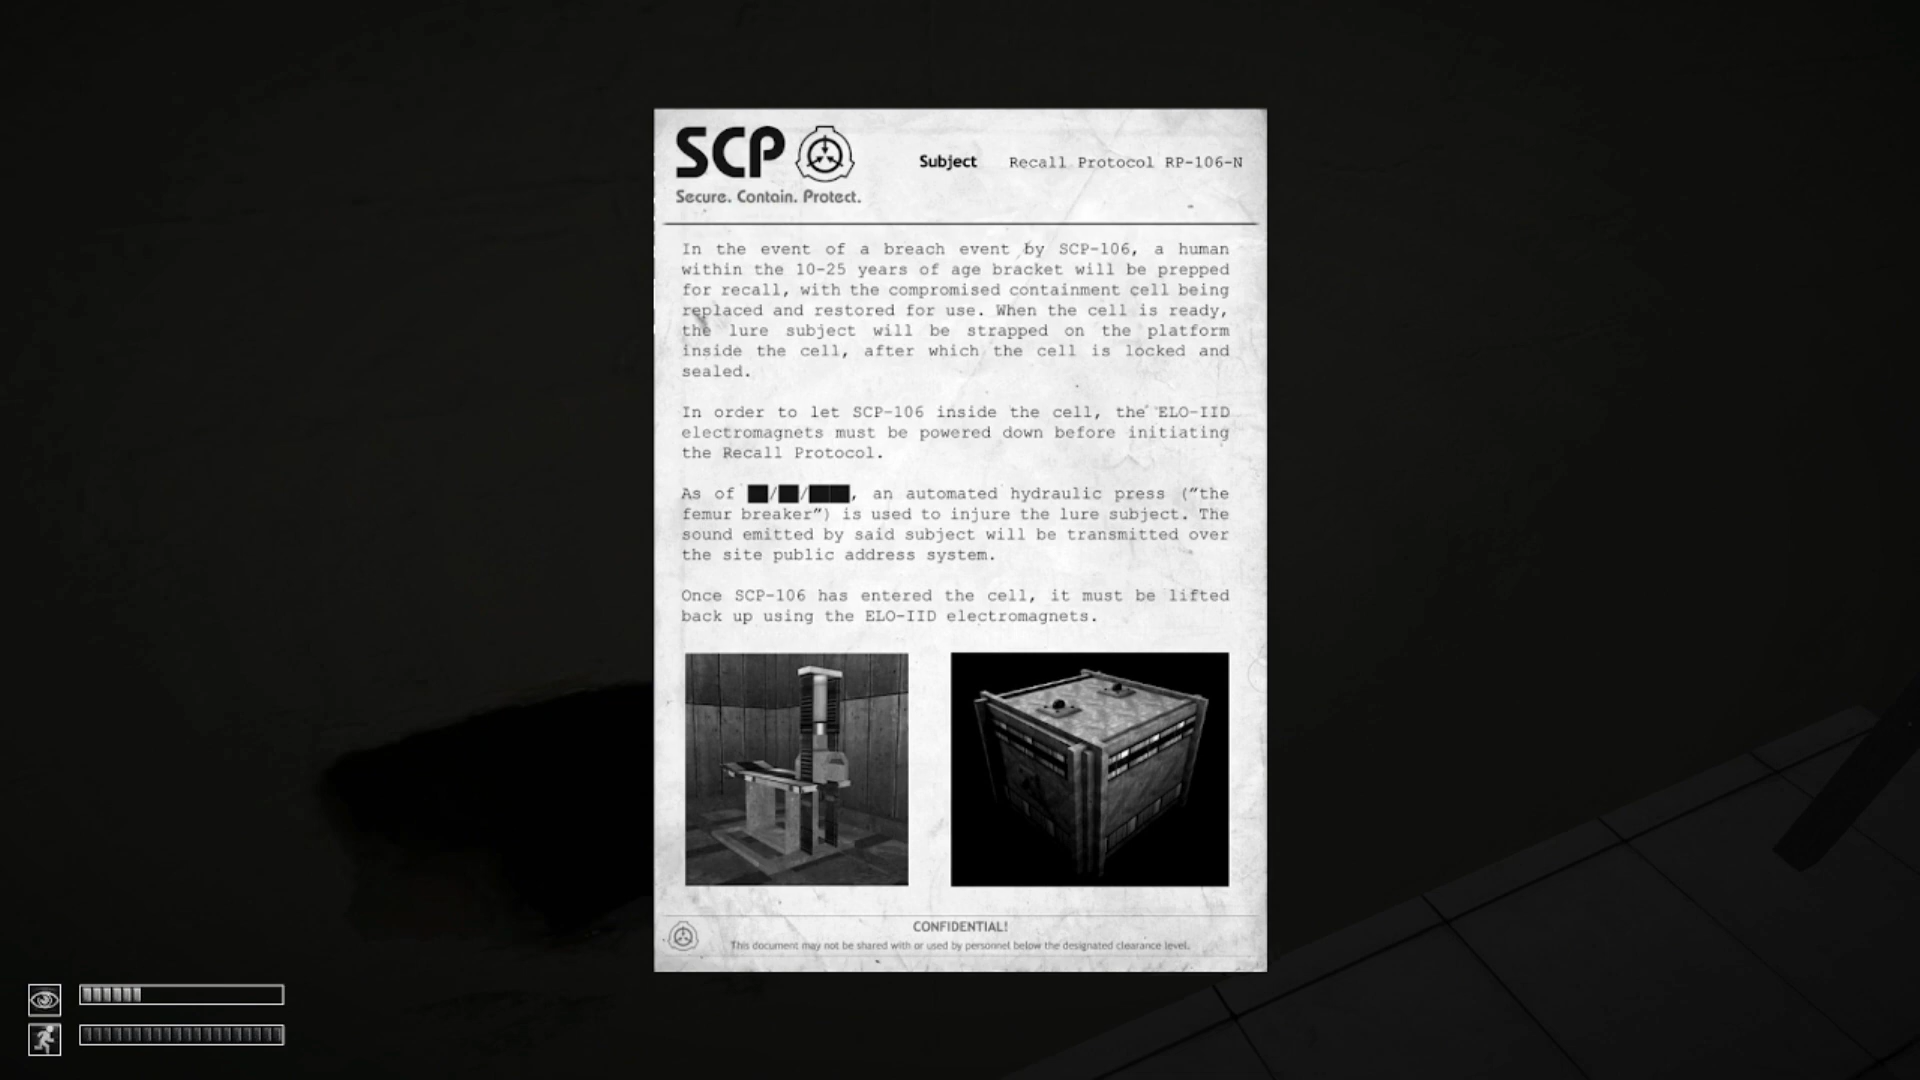 SCP
Secure. Contain. Protect.
Subject Recall Protocol RP-106-N
In the event of a breach event by SCP-106, a human
within the 10-25 years of age bracket will be prepped
for recall, with the compromised containment cell being
replaced and restored for use. When the cell is ready,
the lure subject will be strapped on the platform
inside the cell, after which the cell is locked and
sealed.
In order to let SCP-106 inside the cell, the ELO-IID
electromagnets must be powered down before initiating
the Recall Protocol.
As of ██/██/████, an automated hydraulic press ("the
femur breaker") is used to injure the lure subject. The
sound emitted by said subject will be transmitted over
the site public address system.
Once SCP-106 has entered the cell, it must be lifted
back up using the ELO-IID electromagnets.
CONFIDENTIAL!
This document may not be shared with or used by personnel below the designated clearance level.